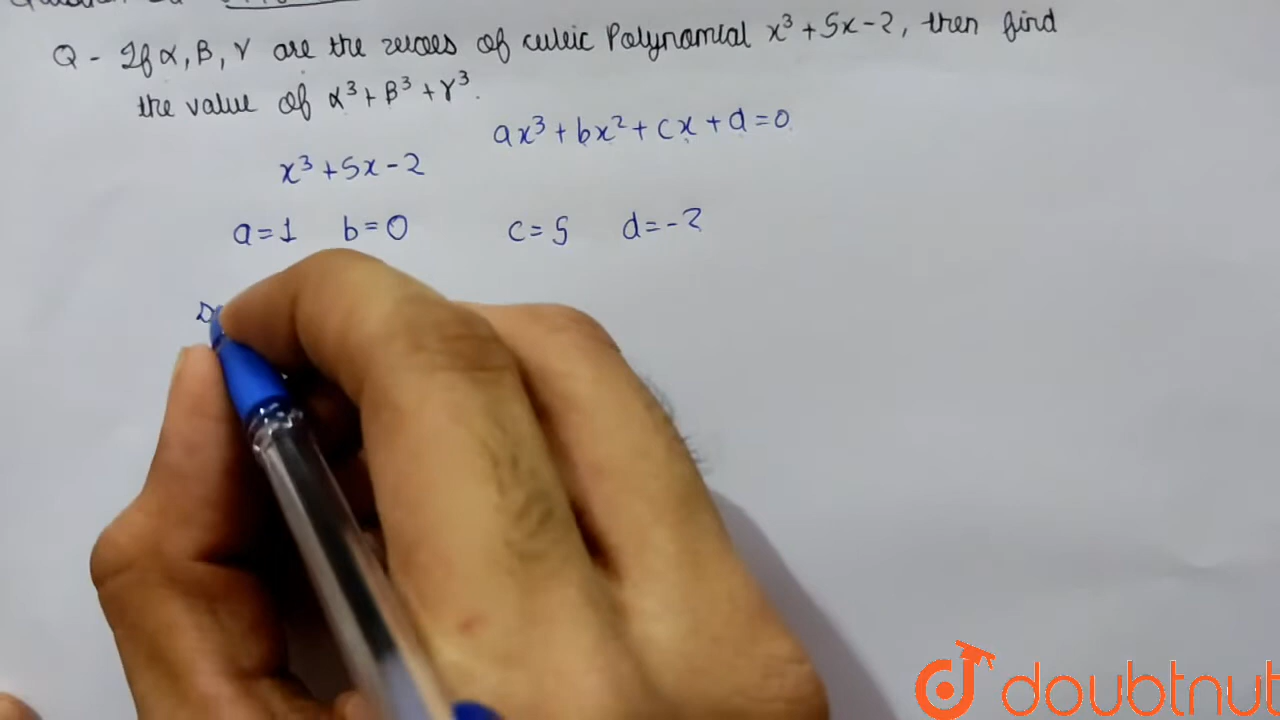 Q - If α, β, γ are the zeroes of cubic Polynomial x³ + 5x - 2, then find
the value of α³ + β³ + γ³.
ax³ + bx² + cx + d = 0
x³ + 5x - 2
a = 1 b = 0 c = 5 d = -2
doubtnut